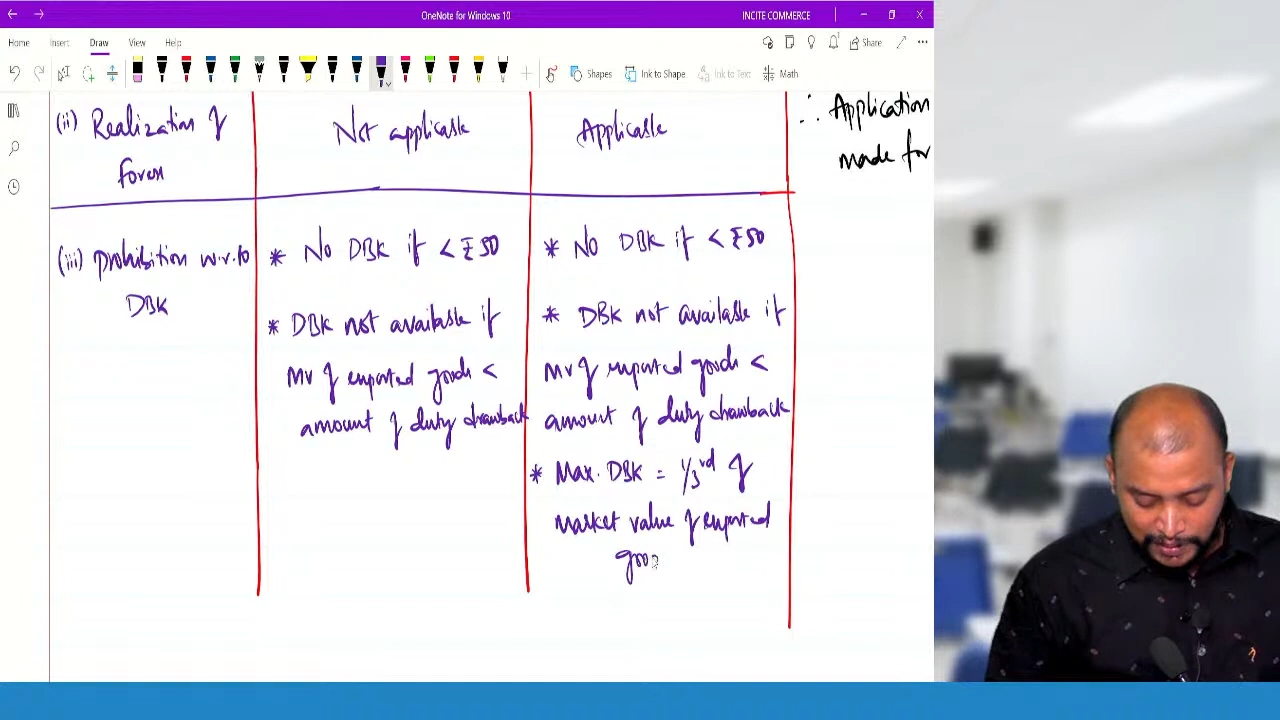 OneNote for Windows 10
INCITE COMMERCE
Home Insert Draw View Help
Share
Shapes Ink to Shape Ink to Text Math
(ii) Realization of
forex
Not applicable
Applicable
∴ Application
made for
(iii) Prohibition w.r.to
DBK
* No DBK if < ₹50
* DBK not available if
MV of exported goods <
amount of duty drawback
* No DBK if < ₹50
* DBK not available if
MV of exported goods <
amount of duty drawback
* Max. DBK = 1/3rd of
market value of exported
goo